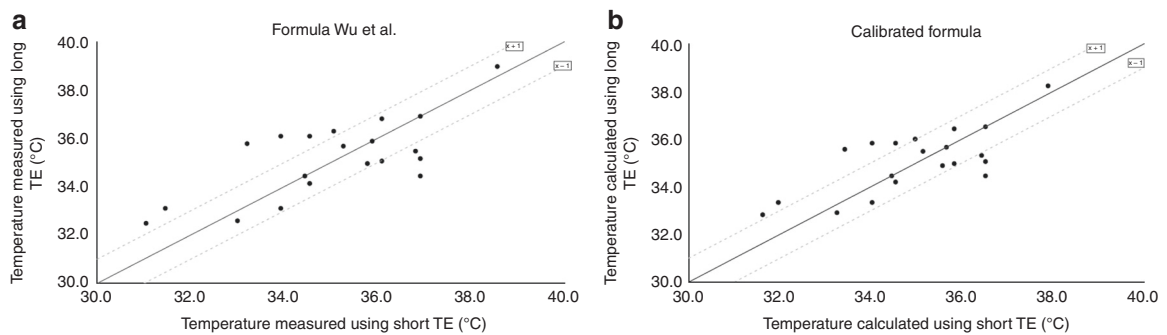 a
Formula Wu et al.
Temperature measured using long
TE (°C)
40.0
38.0
36.0
34.0
32.0
30.0
x + 1
x – 1
30.0 32.0 34.0 36.0 38.0 40.0
Temperature measured using short TE (°C)
b
Calibrated formula
Temperature calculated using long
TE (°C)
40.0
38.0
36.0
34.0
32.0
30.0
x + 1
x – 1
30.0 32.0 34.0 36.0 38.0 40.0
Temperature calculated using short TE (°C)